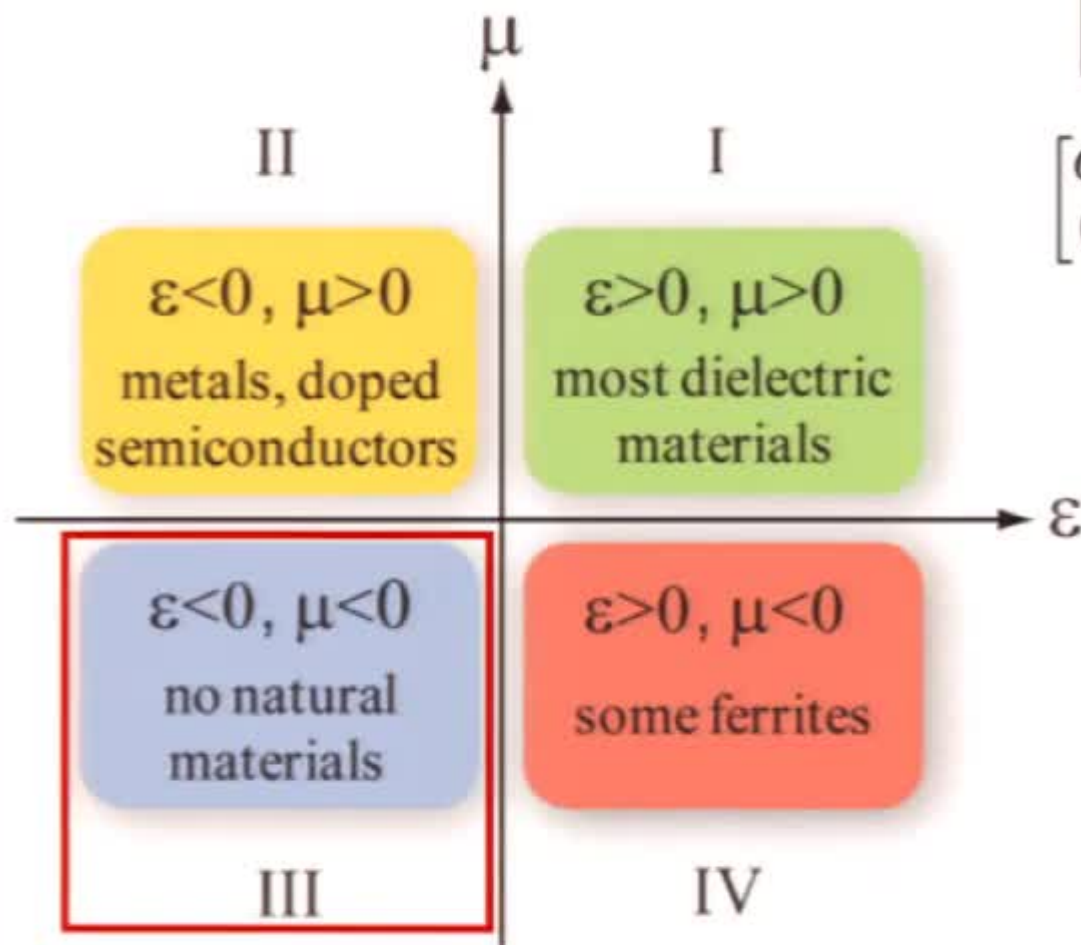 μ
II
I
ε<0, μ>0
metals, doped
semiconductors
ε>0, μ>0
most dielectric
materials
ε
ε<0, μ<0
no natural
materials
ε>0, μ<0
some ferrites
III
IV